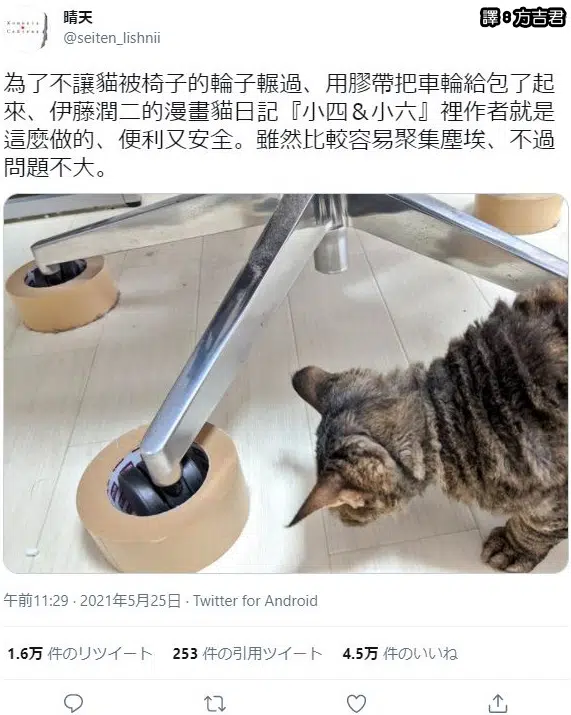 晴天
@seiten_lishnii
譯8方吉君
為了不讓貓被椅子的輪子輾過、用膠帶把車輪給包了起
來、伊藤潤二的漫畫貓日記『小四＆小六』裡作者就是
這麼做的、便利又安全。雖然比較容易聚集塵埃、不過
問題不大。
午前11:29 · 2021年5月25日 · Twitter for Android
1.6万 件のリツイート 253 件の引用ツイート 4.5万 件のいいね